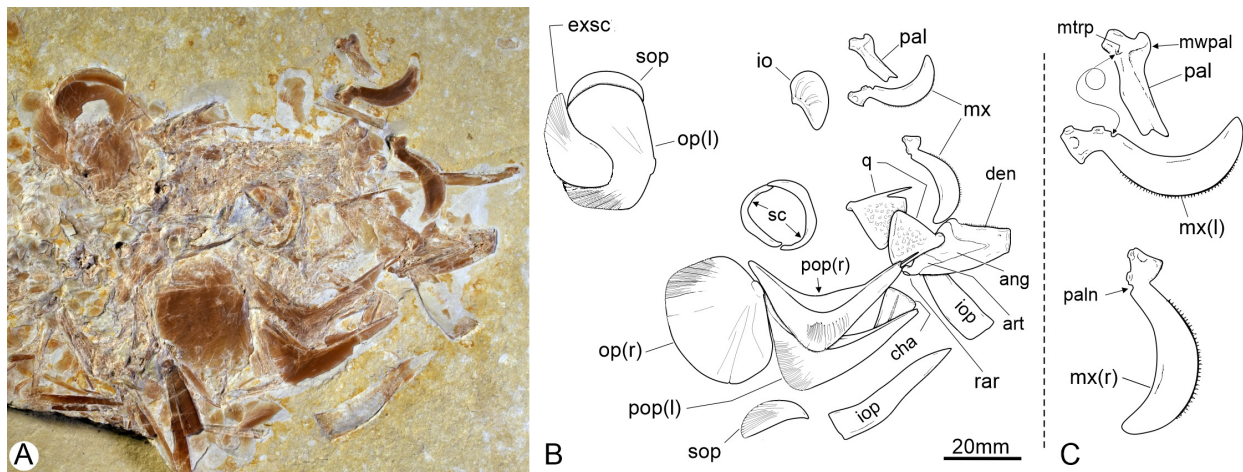 A
B
exsc
sop
op(l)
io
pal
mx
q
den
sc
pop(r)
ang
art
iop
rar
op(r)
cha
pop(l)
iop
sop
20mm
C
mtrp
mwpal
pal
mx(l)
paln
mx(r)